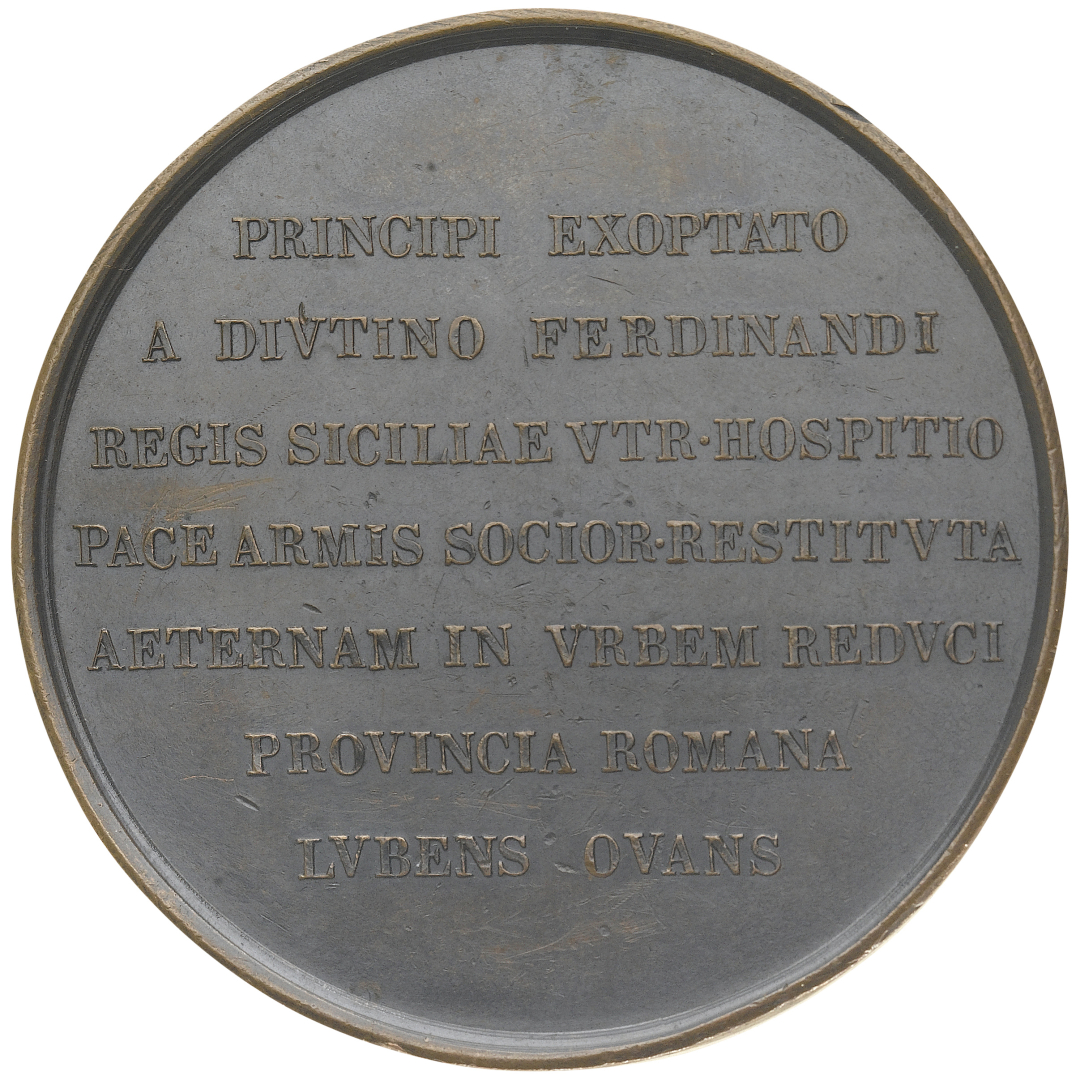 PRINCIPI EXOPTATO
A DIVTINO FERDINANDI
REGIS SICILIAE VTR·HOSPITIO
PACE ARMIS SOCIOR·RESTITVTA
AETERNAM IN VRBEM REDVCI
PROVINCIA ROMANA
LVBENS OVANS